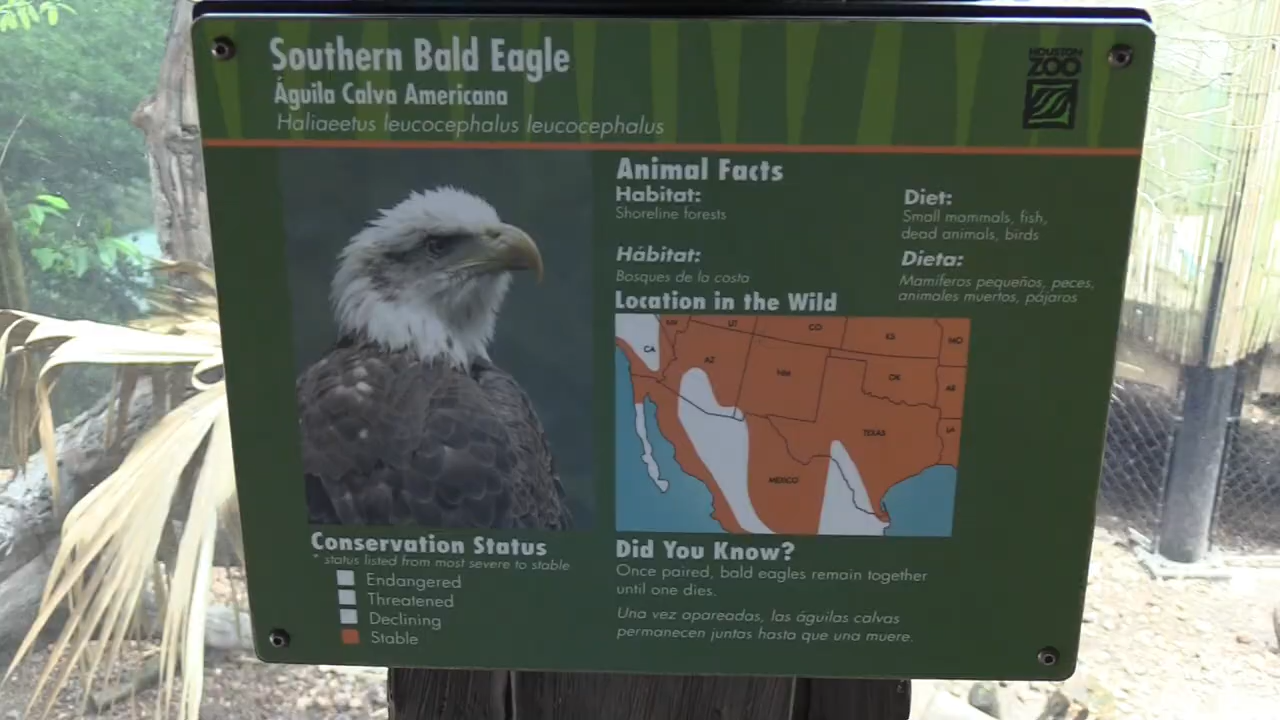 Southern Bald Eagle
Águila Calva Americana
Haliaeetus leucocephalus leucocephalus
HOUSTON
ZOO
Animal Facts
Habitat:
Shoreline forests
Hábitat:
Bosques de la costa
Diet:
Small mammals, fish,
dead animals, birds
Dieta:
Mamíferos pequeños, peces,
animales muertos, pájaros
Location in the Wild
NV
UT
CO
KS
MO
CA
AZ
NM
OK
AR
TEXAS
LA
MEXICO
Conservation Status
* status listed from most severe to stable
Endangered
Threatened
Declining
Stable
Did You Know?
Once paired, bald eagles remain together
until one dies.
Una vez apareadas, las águilas calvas
permanecen juntas hasta que una muere.